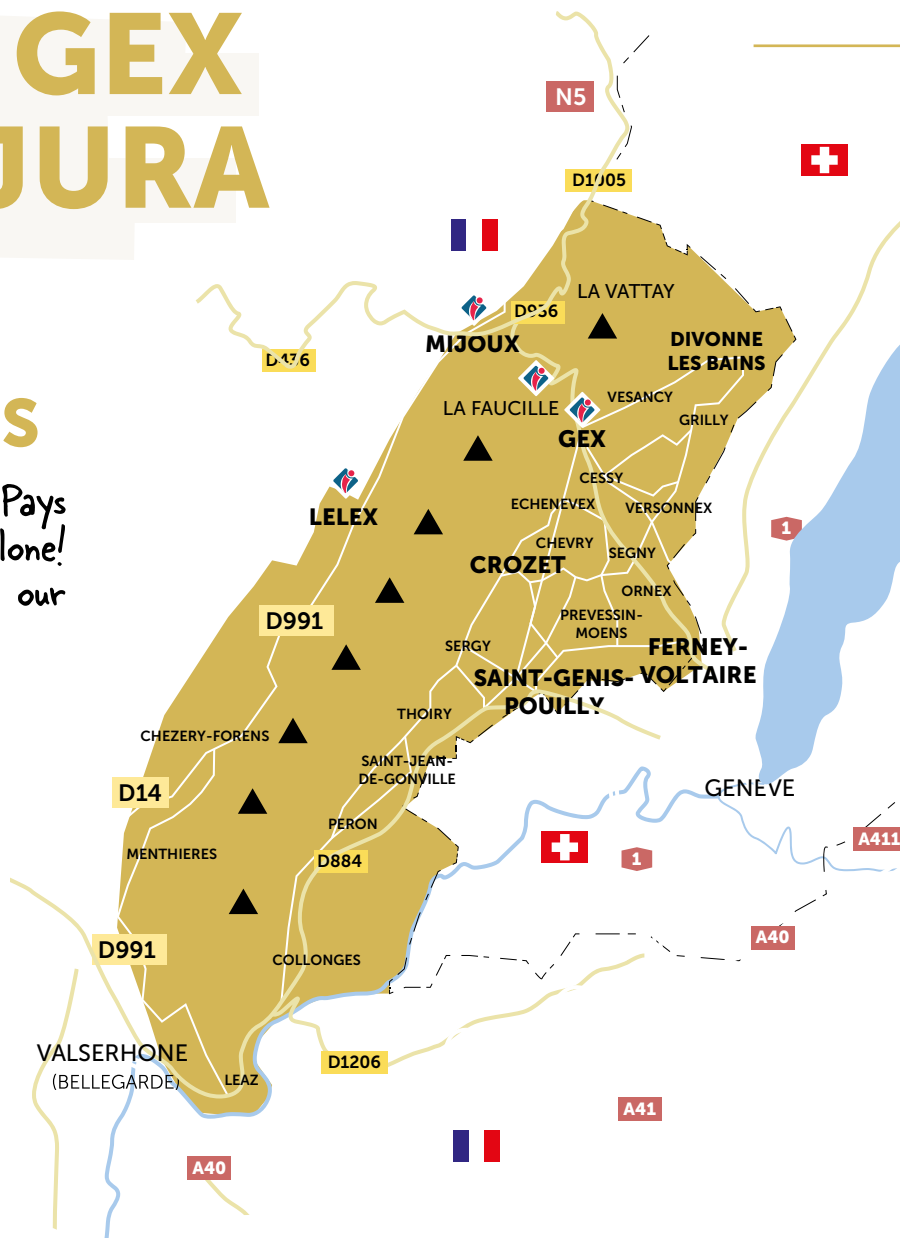 GEX
JURA
S
Pays
lone!
our
N5
D1005
LA VATTAY
D936
MIJOUX
DIVONNE
LES BAINS
D436
VESANCY
LA FAUCILLE
GRILLY
GEX
CESSY
ECHENEVEX
VERSONNEX
LELEX
1
CHEVRY
SEGNY
CROZET
ORNEX
D991
PREVESSIN-
MOENS
SERGY
FERNEY-
VOLTAIRE
SAINT-GENIS-
POUILLY
THOIRY
CHEZERY-FORENS
SAINT-JEAN-
DE-GONVILLE
D14
GENEVE
PERON
A411
MENTHIERES
D884
1
A40
D991
COLLONGES
VALSERHONE
(BELLEGARDE)
D1206
LEAZ
A41
A40